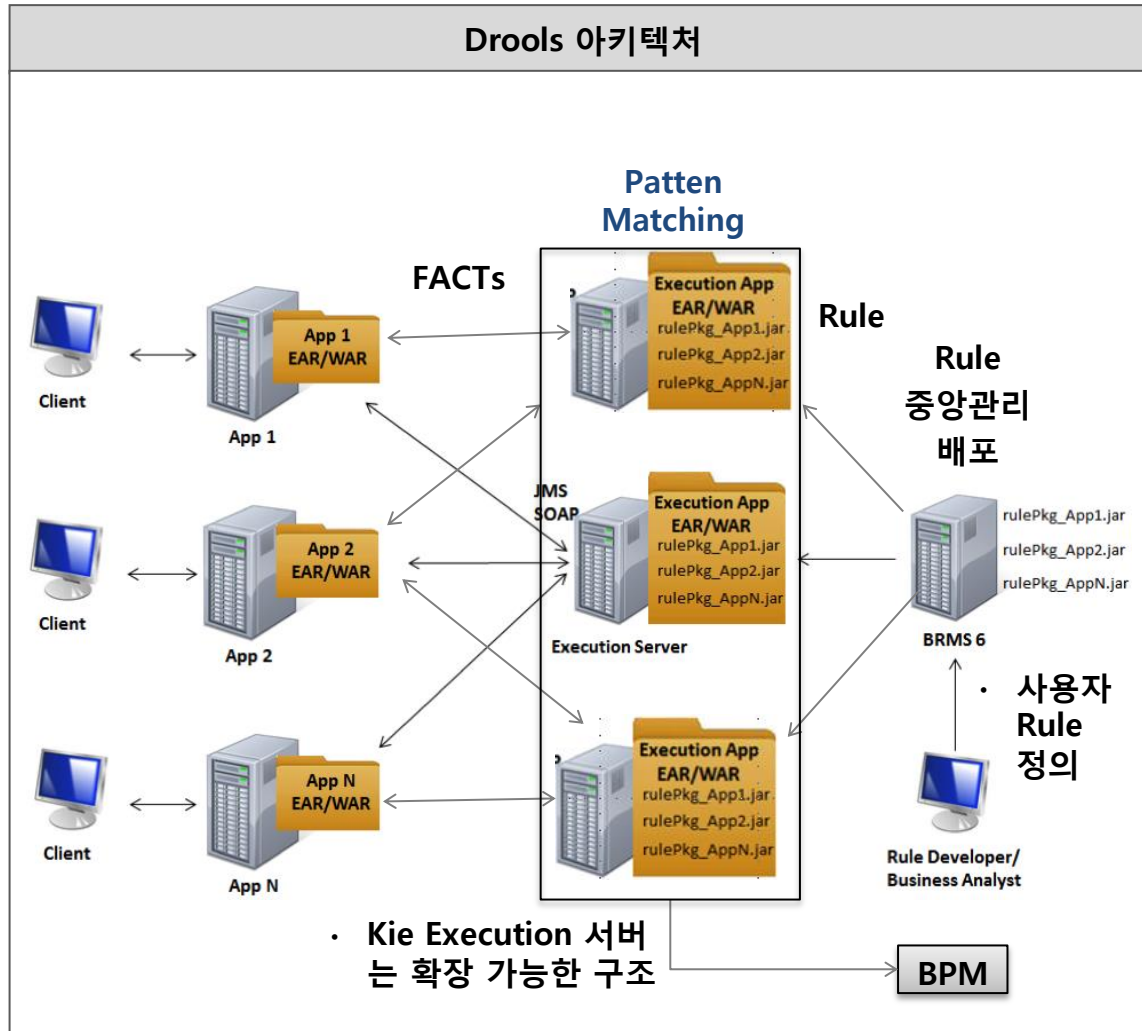 Drools 아키텍처
Patten
Matching
FACTs
Rule
Rule
중앙관리
배포
Client
App 1
EAR/WAR
App 1
Execution App
EAR/WAR
rulePkg_App1.jar
rulePkg_App2.jar
rulePkg_AppN.jar
JMS
SOAP
Client
App 2
EAR/WAR
App 2
Execution App
EAR/WAR
rulePkg_App1.jar
rulePkg_App2.jar
rulePkg_AppN.jar
Execution Server
rulePkg_App1.jar
rulePkg_App2.jar
rulePkg_AppN.jar
BRMS 6
· 사용자
Rule
정의
Client
App N
EAR/WAR
App N
Execution App
EAR/WAR
rulePkg_App1.jar
rulePkg_App2.jar
rulePkg_AppN.jar
Rule Developer/
Business Analyst
· Kie Execution 서버
는 확장 가능한 구조
BPM